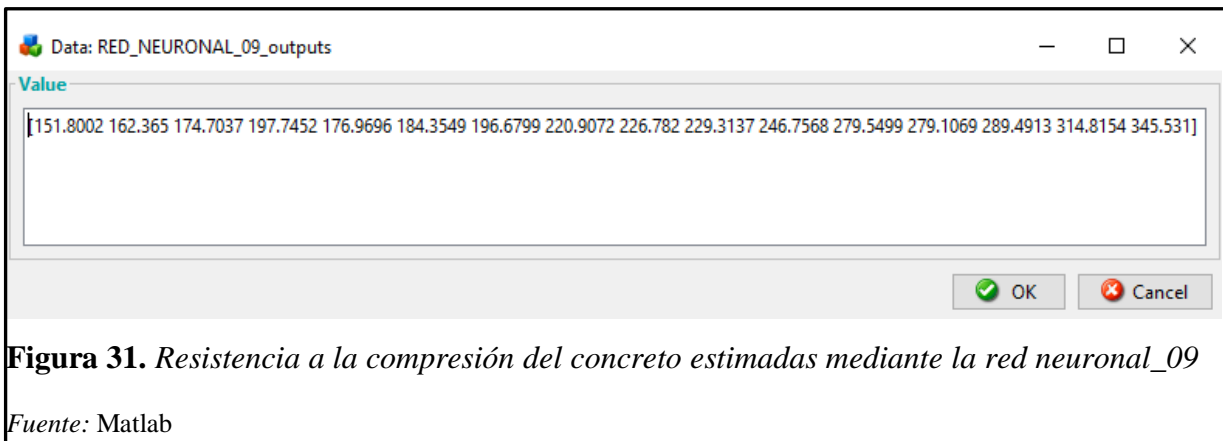 Data: RED_NEURONAL_09_outputs
Value
[151.8002 162.365 174.7037 197.7452 176.9696 184.3549 196.6799 220.9072 226.782 229.3137 246.7568 279.5499 279.1069 289.4913 314.8154 345.531]
OK Cancel
Figura 31. Resistencia a la compresión del concreto estimadas mediante la red neuronal_09
Fuente: Matlab